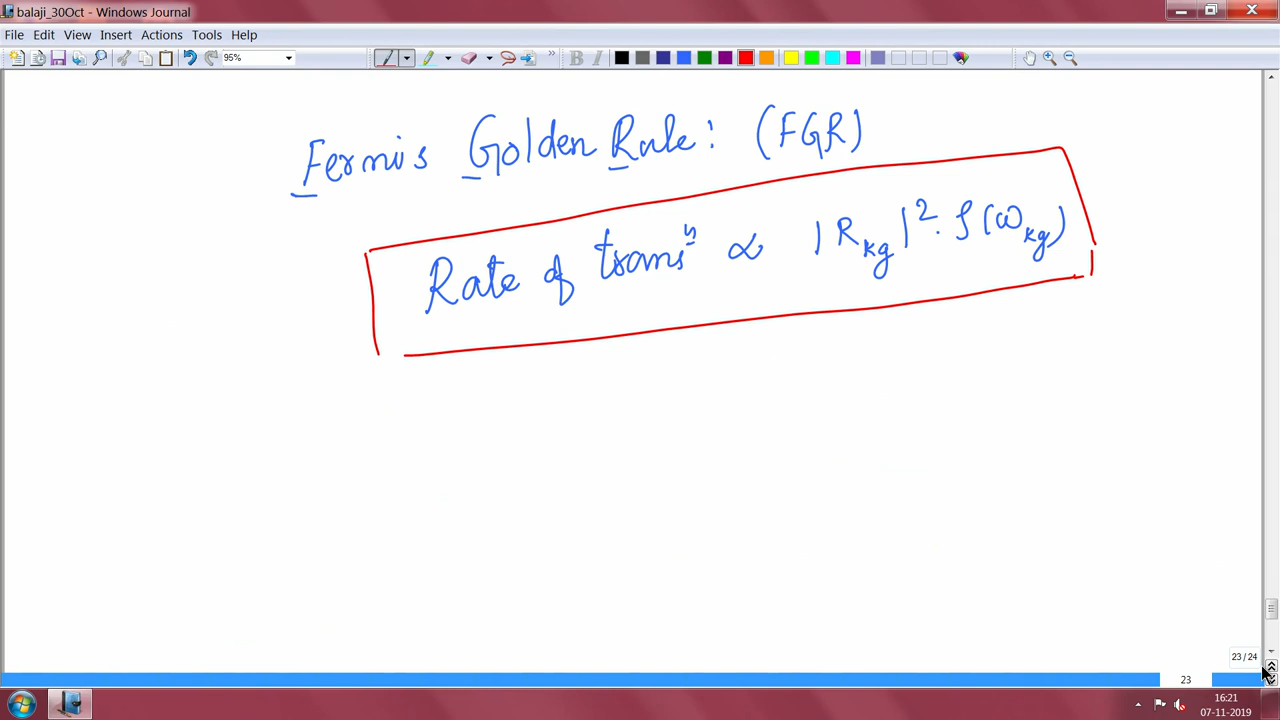 balaji_30Oct - Windows Journal
File Edit View Insert Actions Tools Help
95%
Fermi's Golden Rule: (FGR)
Rate of transⁿ ∝ |R_kg|². ρ(ω_kg)
23 / 24
23
16:21
07-11-2019